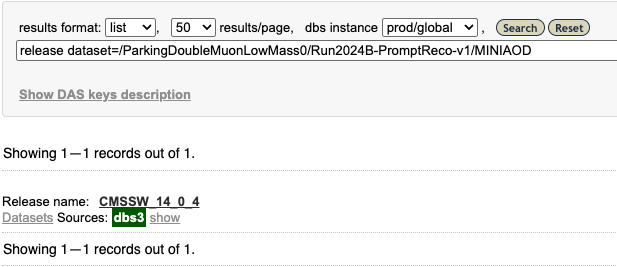 results format: list , 50 results/page, dbs instance prod/global , Search Reset
release dataset=/ParkingDoubleMuonLowMass0/Run2024B-PromptReco-v1/MINIAOD
Show DAS keys description
Showing 1—1 records out of 1.
Release name: CMSSW_14_0_4
Datasets Sources: dbs3 show
Showing 1—1 records out of 1.